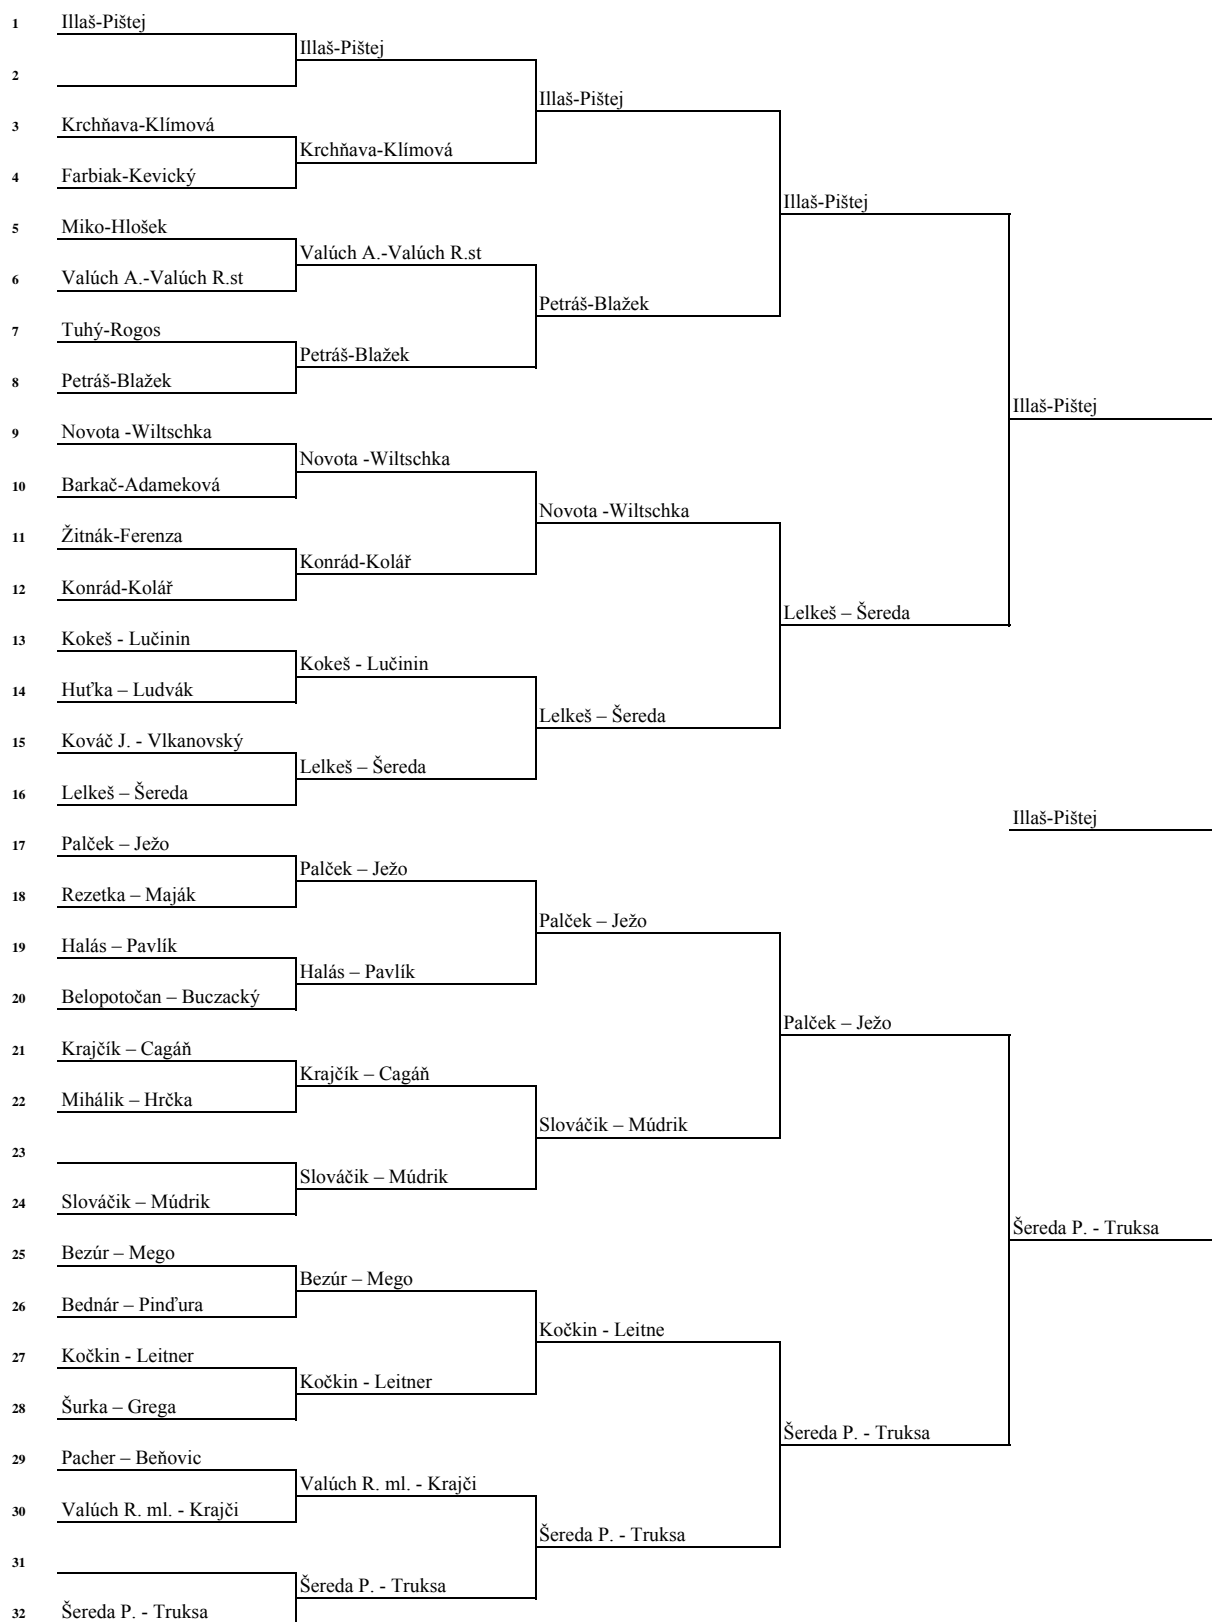 1 Illaš-Pištej
Illaš-Pištej
2
Illaš-Pištej
3 Krchňava-Klímová
Krchňava-Klímová
4 Farbiak-Kevický
Illaš-Pištej
5 Miko-Hlošek
Valúch A.-Valúch R.st
6 Valúch A.-Valúch R.st
Petráš-Blažek
7 Tuhý-Rogos
Petráš-Blažek
8 Petráš-Blažek
Illaš-Pištej
9 Novota -Wiltschka
Novota -Wiltschka
10 Barkač-Adameková
Novota -Wiltschka
11 Žitnák-Ferenza
Konrád-Kolář
12 Konrád-Kolář
Lelkeš – Šereda
13 Kokeš - Lučinin
Kokeš - Lučinin
14 Huťka – Ludvák
Lelkeš – Šereda
15 Kováč J. - Vlkanovský
Lelkeš – Šereda
16 Lelkeš – Šereda
Illaš-Pištej
17 Palček – Ježo
Palček – Ježo
18 Rezetka – Maják
Palček – Ježo
19 Halás – Pavlík
Halás – Pavlík
20 Belopotočan – Buczacký
Palček – Ježo
21 Krajčík – Cagáň
Krajčík – Cagáň
22 Mihálik – Hrčka
Slováčik – Múdrik
23
Slováčik – Múdrik
24 Slováčik – Múdrik
Šereda P. - Truksa
25 Bezúr – Mego
Bezúr – Mego
26 Bednár – Pinďura
Kočkin - Leitne
27 Kočkin - Leitner
Kočkin - Leitner
28 Šurka – Grega
Šereda P. - Truksa
29 Pacher – Beňovic
Valúch R. ml. - Krajči
30 Valúch R. ml. - Krajči
Šereda P. - Truksa
31
Šereda P. - Truksa
32 Šereda P. - Truksa